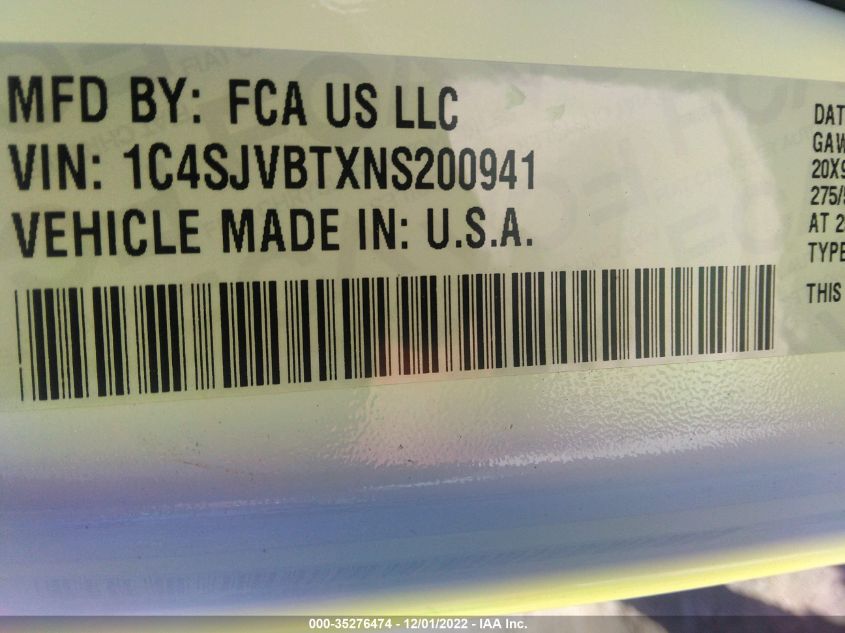 MFD BY: FCA US LLC
VIN: 1C4SJVBTXNS200941
VEHICLE MADE IN: U.S.A.
DAT
GAW
20X9
275/5
AT 2
TYPE
THIS
000-35276474 - 12/01/2022 - IAA Inc.